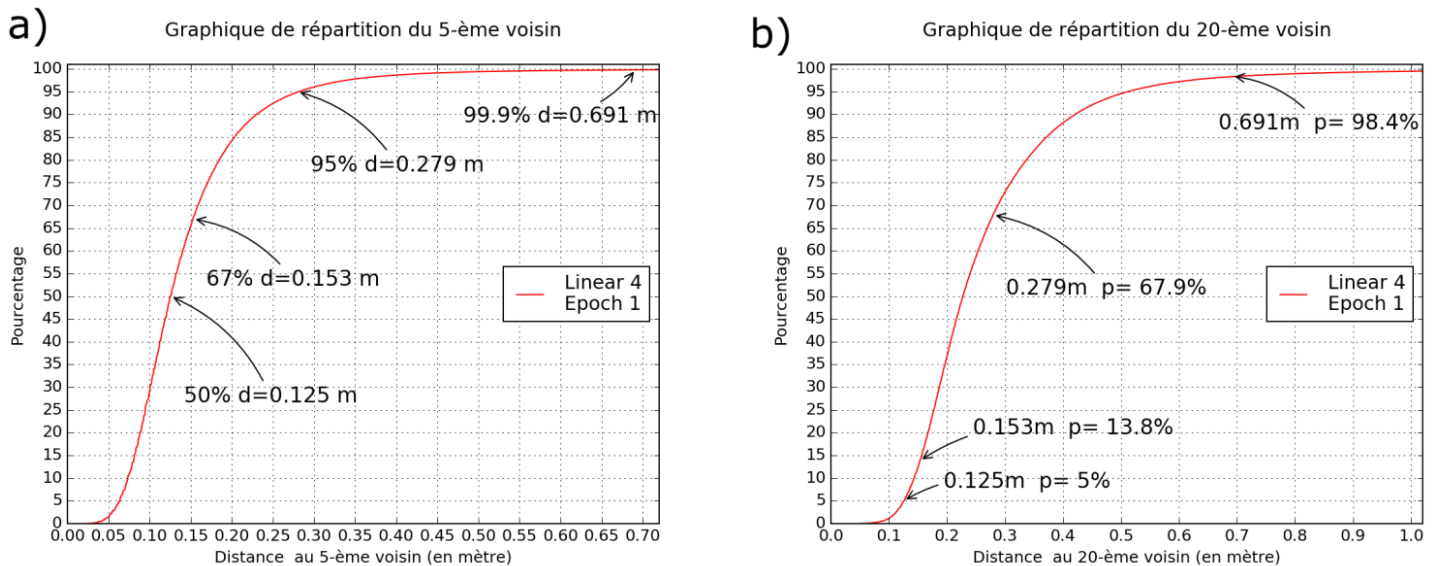 a)
Graphique de répartition du 5-ème voisin
Pourcentage
100
95
90
85
80
75
70
65
60
55
50
45
40
35
30
25
20
15
10
5
0
99.9% d=0.691 m
95% d=0.279 m
67% d=0.153 m
50% d=0.125 m
Linear 4
Epoch 1
0.00 0.05 0.10 0.15 0.20 0.25 0.30 0.35 0.40 0.45 0.50 0.55 0.60 0.65 0.70
Distance au 5-ème voisin (en mètre)
b)
Graphique de répartition du 20-ème voisin
Pourcentage
100
95
90
85
80
75
70
65
60
55
50
45
40
35
30
25
20
15
10
5
0
0.691m p= 98.4%
0.279m p= 67.9%
Linear 4
Epoch 1
0.153m p= 13.8%
0.125m p= 5%
0.0 0.1 0.2 0.3 0.4 0.5 0.6 0.7 0.8 0.9 1.0
Distance au 20-ème voisin (en mètre)